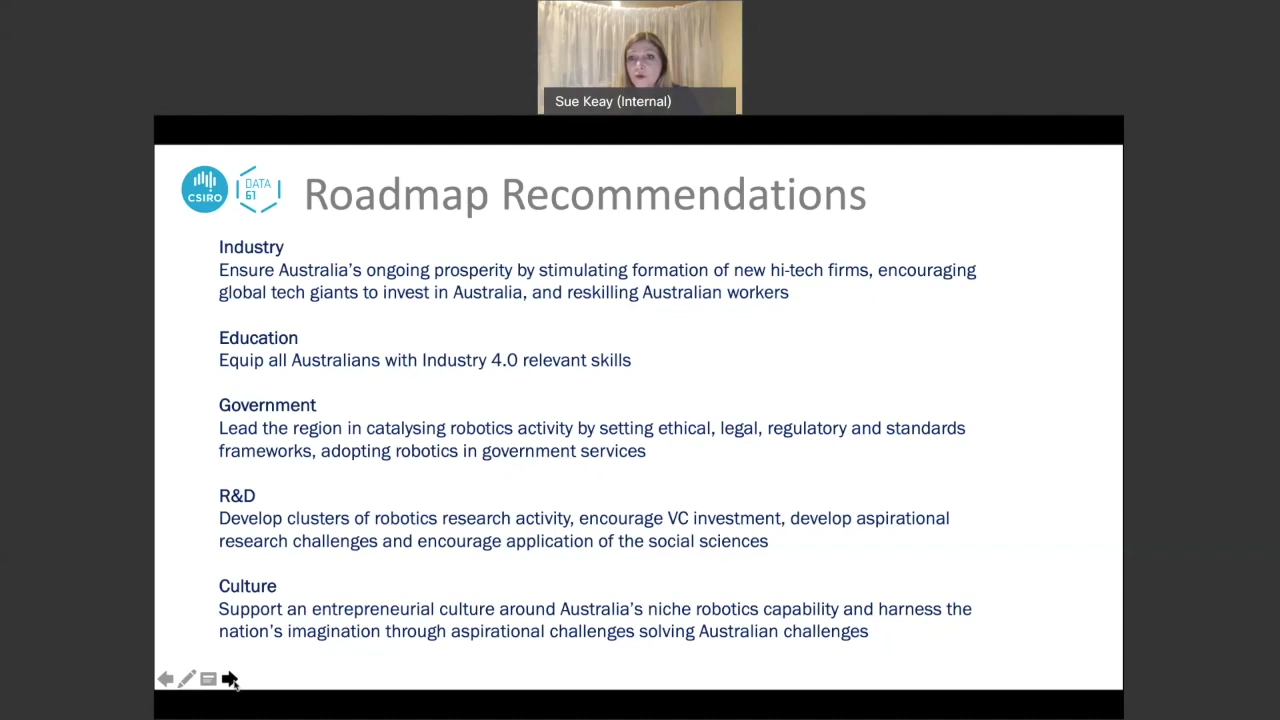 Sue Keay (Internal)
CSIRO
DATA
61
Roadmap Recommendations
Industry
Ensure Australia's ongoing prosperity by stimulating formation of new hi-tech firms, encouraging
global tech giants to invest in Australia, and reskilling Australian workers
Education
Equip all Australians with Industry 4.0 relevant skills
Government
Lead the region in catalysing robotics activity by setting ethical, legal, regulatory and standards
frameworks, adopting robotics in government services
R&D
Develop clusters of robotics research activity, encourage VC investment, develop aspirational
research challenges and encourage application of the social sciences
Culture
Support an entrepreneurial culture around Australia's niche robotics capability and harness the
nation's imagination through aspirational challenges solving Australian challenges